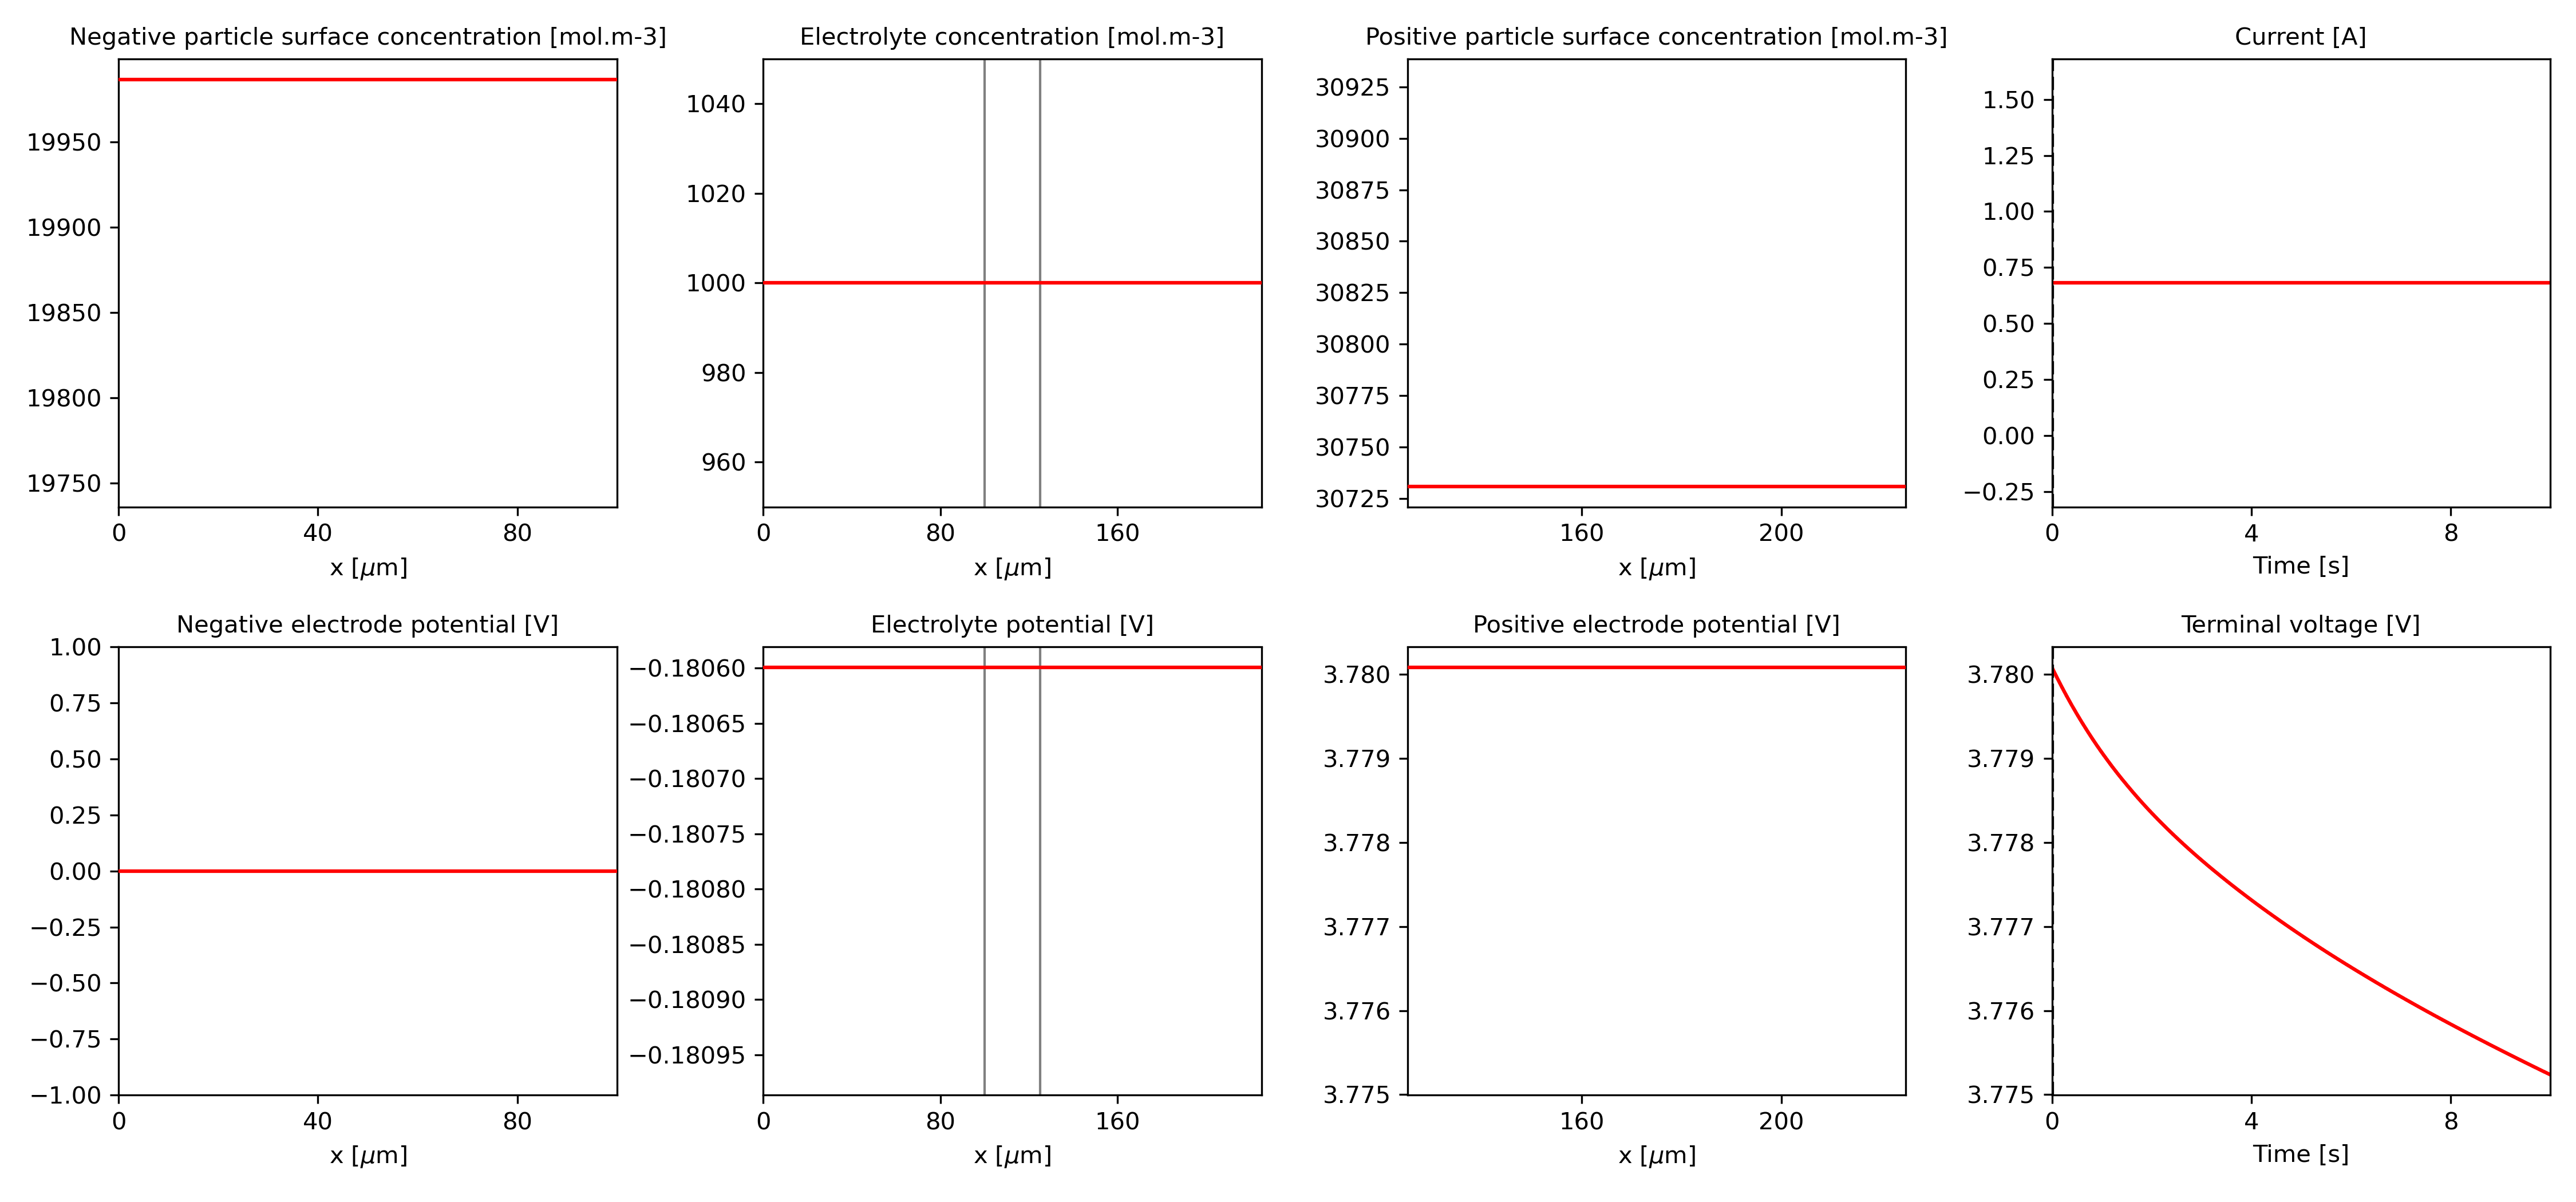 Negative particle surface concentration [mol.m-3]
19950
19900
19850
19800
19750
0 40 80
x [μm]
Electrolyte concentration [mol.m-3]
1040
1020
1000
980
960
0 80 160
x [μm]
Positive particle surface concentration [mol.m-3]
30925
30900
30875
30850
30825
30800
30775
30750
30725
160 200
x [μm]
Current [A]
1.50
1.25
1.00
0.75
0.50
0.25
0.00
−0.25
0 4 8
Time [s]
Negative electrode potential [V]
1.00
0.75
0.50
0.25
0.00
−0.25
−0.50
−0.75
−1.00
0 40 80
x [μm]
Electrolyte potential [V]
−0.18060
−0.18065
−0.18070
−0.18075
−0.18080
−0.18085
−0.18090
−0.18095
0 80 160
x [μm]
Positive electrode potential [V]
3.780
3.779
3.778
3.777
3.776
3.775
160 200
x [μm]
Terminal voltage [V]
3.780
3.779
3.778
3.777
3.776
3.775
0 4 8
Time [s]